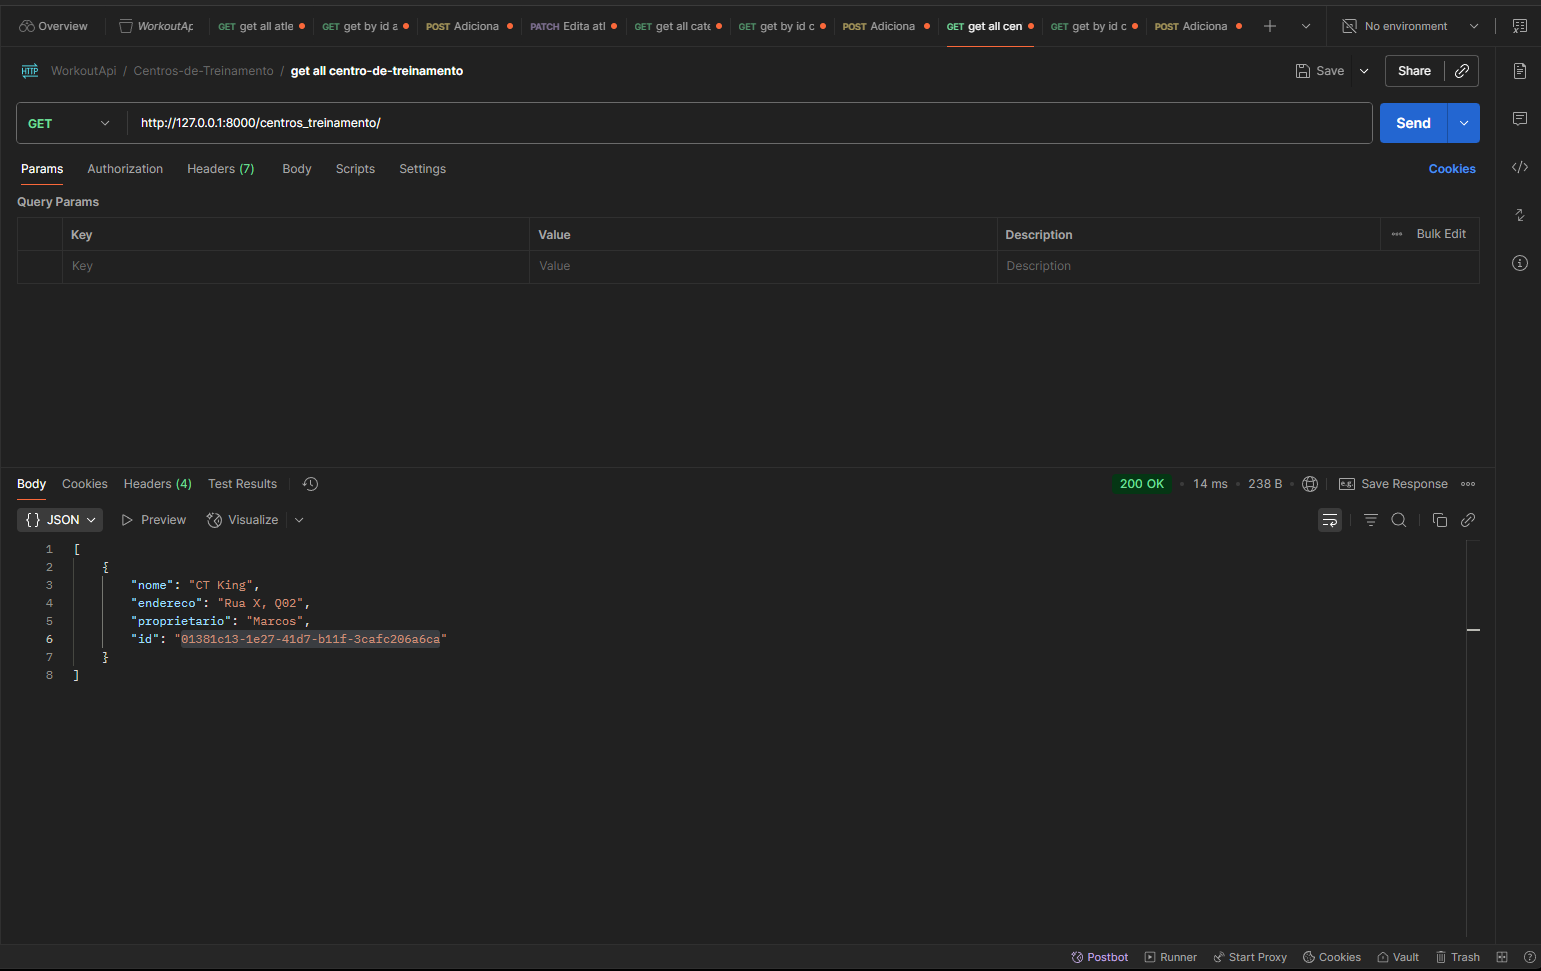 Overview WorkoutAp GET get all atle GET get by id a POST Adiciona PATCH Edita atl GET get all cate GET get by id c POST Adiciona GET get all cen GET get by id c POST Adiciona No environment
HTTP WorkoutApi / Centros-de-Treinamento / get all centro-de-treinamento Save Share
GET http://127.0.0.1:8000/centros_treinamento/ Send
Params Authorization Headers (7) Body Scripts Settings Cookies
Query Params
Key Value Description Bulk Edit
Key Value Description
Body Cookies Headers (4) Test Results 200 OK 14 ms 238 B e.g. Save Response
{} JSON Preview Visualize
1 [
2 {
3 "nome": "CT King",
4 "endereco": "Rua X, Q02",
5 "proprietario": "Marcos",
6 "id": "01381c13-1e27-41d7-b11f-3cafc206a6ca"
7 }
8 ]
Postbot Runner Start Proxy Cookies Vault Trash